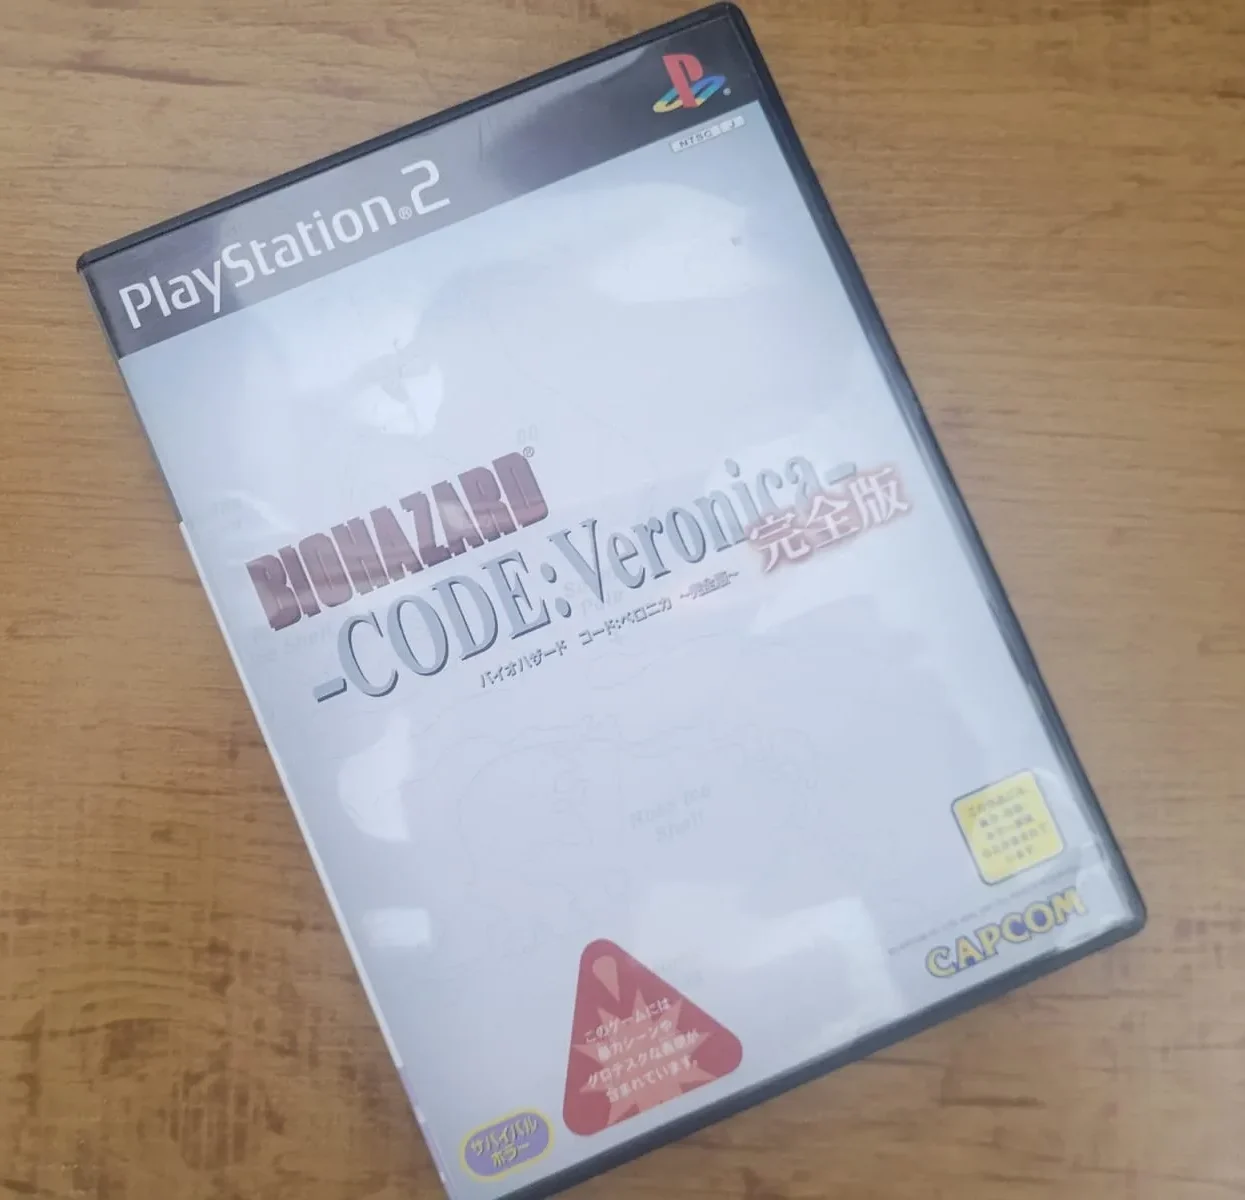 PlayStation®2
NTSC J
BIOHAZARD®
-CODE:Veronica-
完全版
バイオハザード コード:ベロニカ ~完全版~
Ross Ice
Shelf
CAPCOM
このゲームには
暴力シーンや
グロテスクな表現が
含まれています。
サバイバル
ホラー